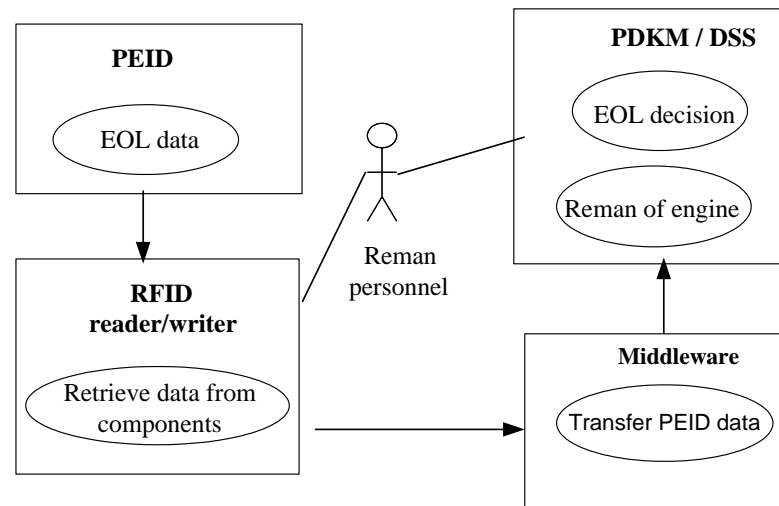 PEID
EOL data
PDKM / DSS
EOL decision
Reman of engine
Reman
personnel
RFID
reader/writer
Retrieve data from
components
Middleware
Transfer PEID data